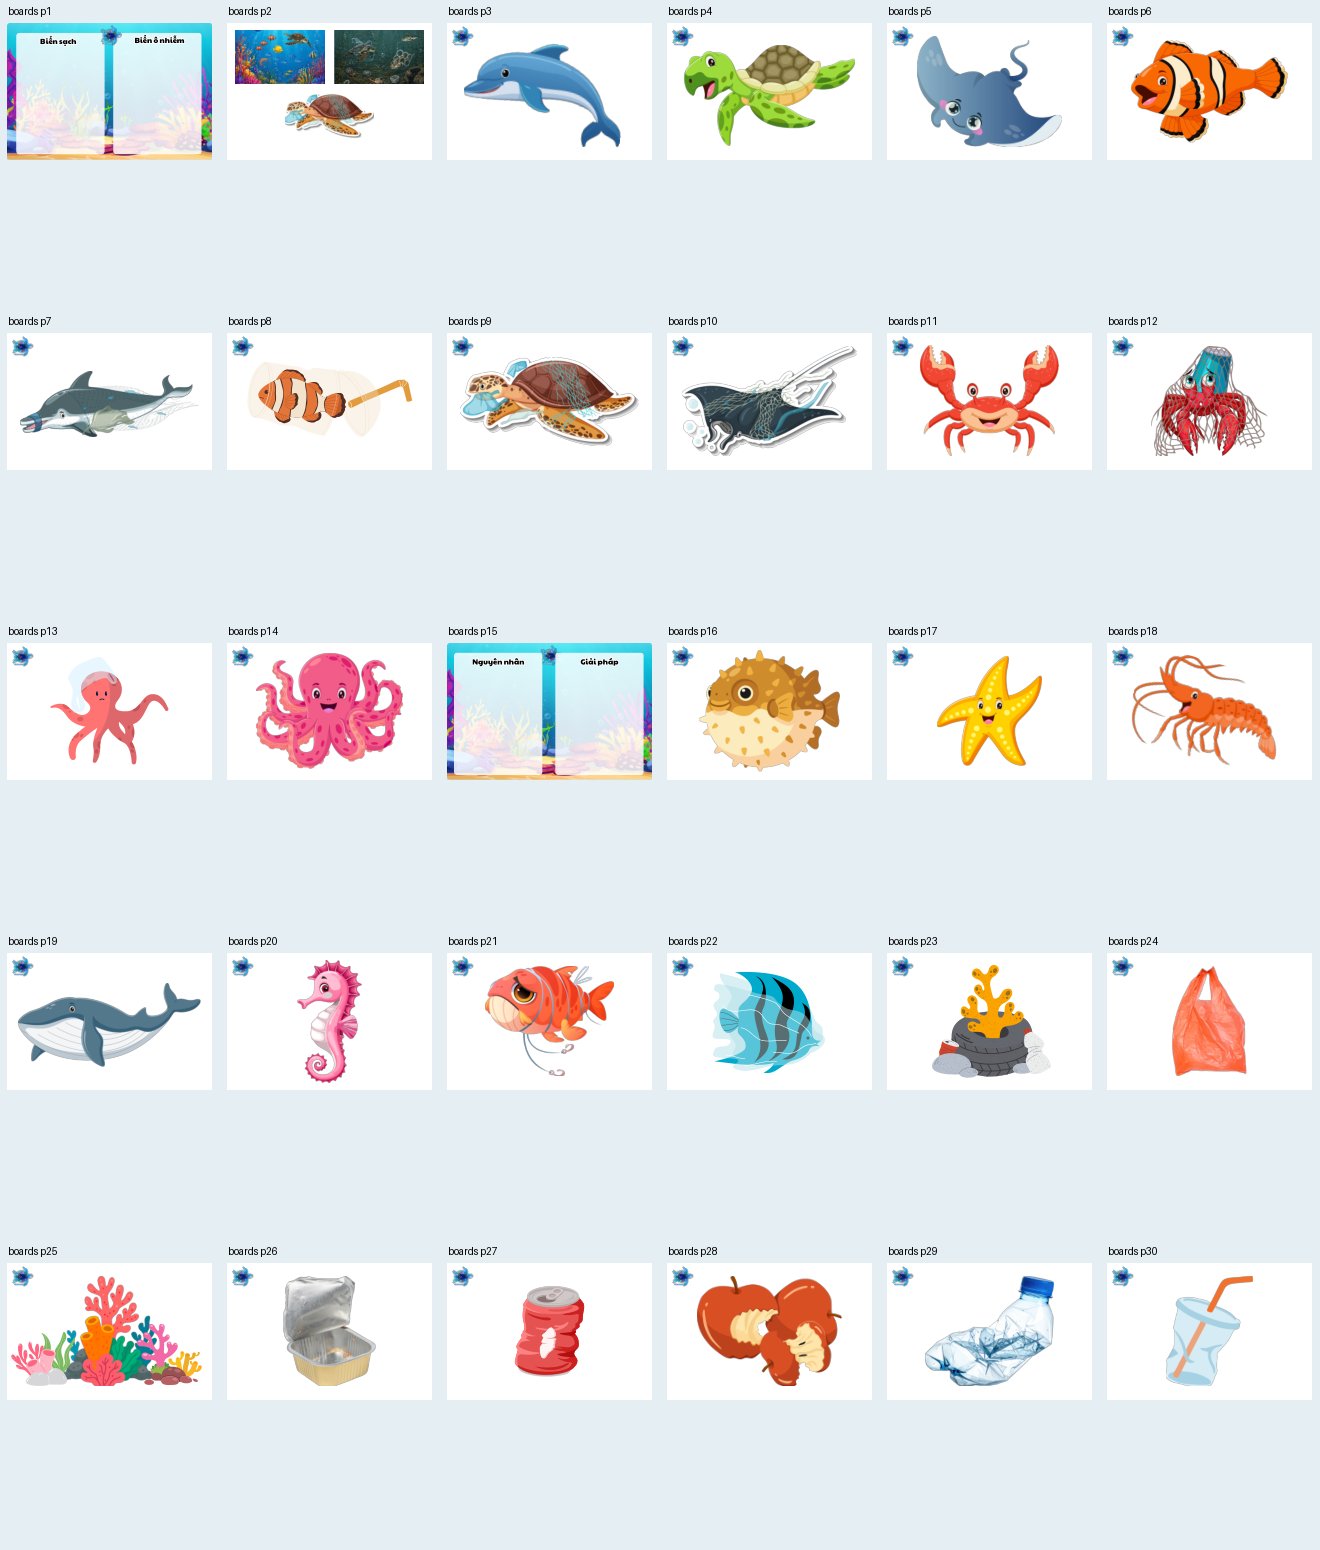 boards p1
boards p2
boards p3
boards p4
boards p5
boards p6
Biển sạch
Biển ô nhiễm
boards p7
boards p8
boards p9
boards p10
boards p11
boards p12
boards p13
boards p14
boards p15
boards p16
boards p17
boards p18
Nguyên nhân
Giải pháp
boards p19
boards p20
boards p21
boards p22
boards p23
boards p24
boards p25
boards p26
boards p27
boards p28
boards p29
boards p30